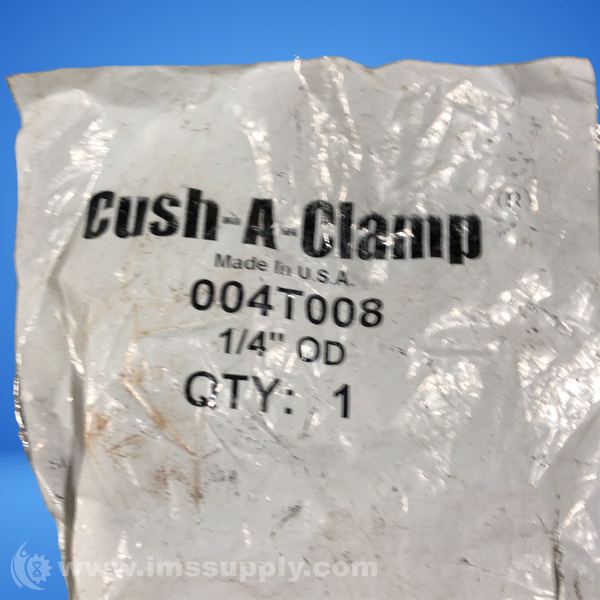 Cush-A-Clamp®
Made In U.S.A.
004T008
1/4" OD
QTY: 1
www.imssupply.com